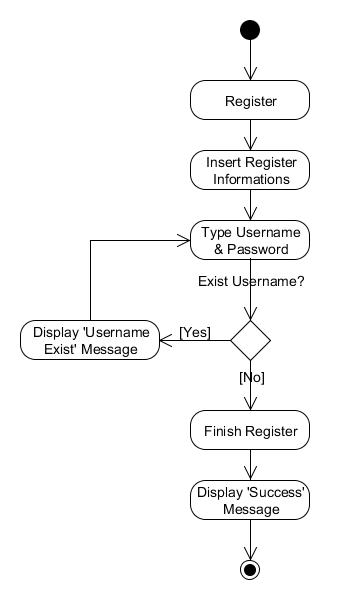 Register
Insert Register
Informations
Type Username
& Password
Exist Username?
[Yes]
Display 'Username
Exist' Message
[No]
Finish Register
Display 'Success'
Message